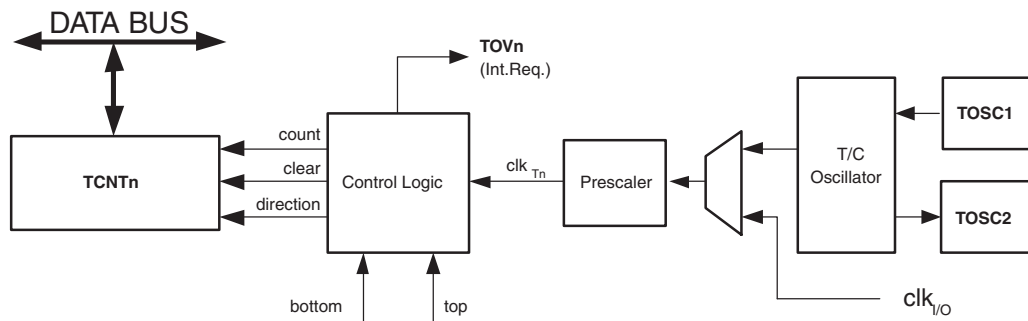 DATA BUS
TOVn
(Int.Req.)
TOSC1
count
TCNTn
clear
Control Logic
clk Tn
Prescaler
T/C
Oscillator
direction
TOSC2
bottom
top
clk I/O